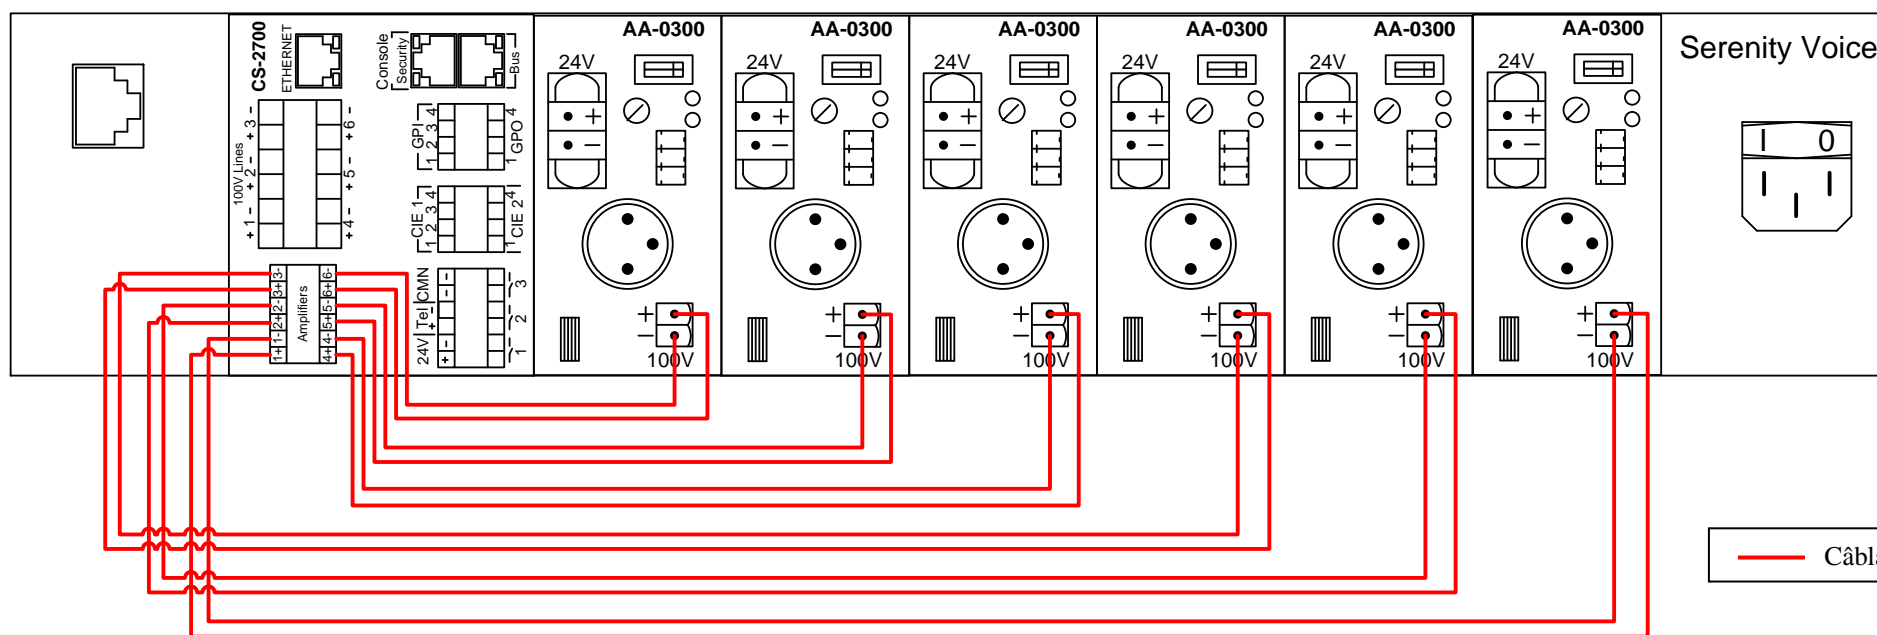 CS-2700
ETHERNET
Console
Security
Bus
100V Lines
+ 1 - + 2 - + 3 -
+ 4 - + 5 - + 6 -
GPI
1 2 3 4
GPO
1 4
CIE 1
1 2 3 4
CIE 2
1 4
Amplifiers
1+ 1- 2+ 2- 3+ 3-
4+ 4- 5+ 5- 6+ 6-
24V Tel CMN
+ - + - - -
1 2 3
AA-0300
24V
+
-
+
-
100V
AA-0300
24V
+
-
+
-
100V
AA-0300
24V
+
-
+
-
100V
AA-0300
24V
+
-
+
-
100V
AA-0300
24V
+
-
+
-
100V
AA-0300
24V
+
-
+
-
100V
Serenity Voice
I 0